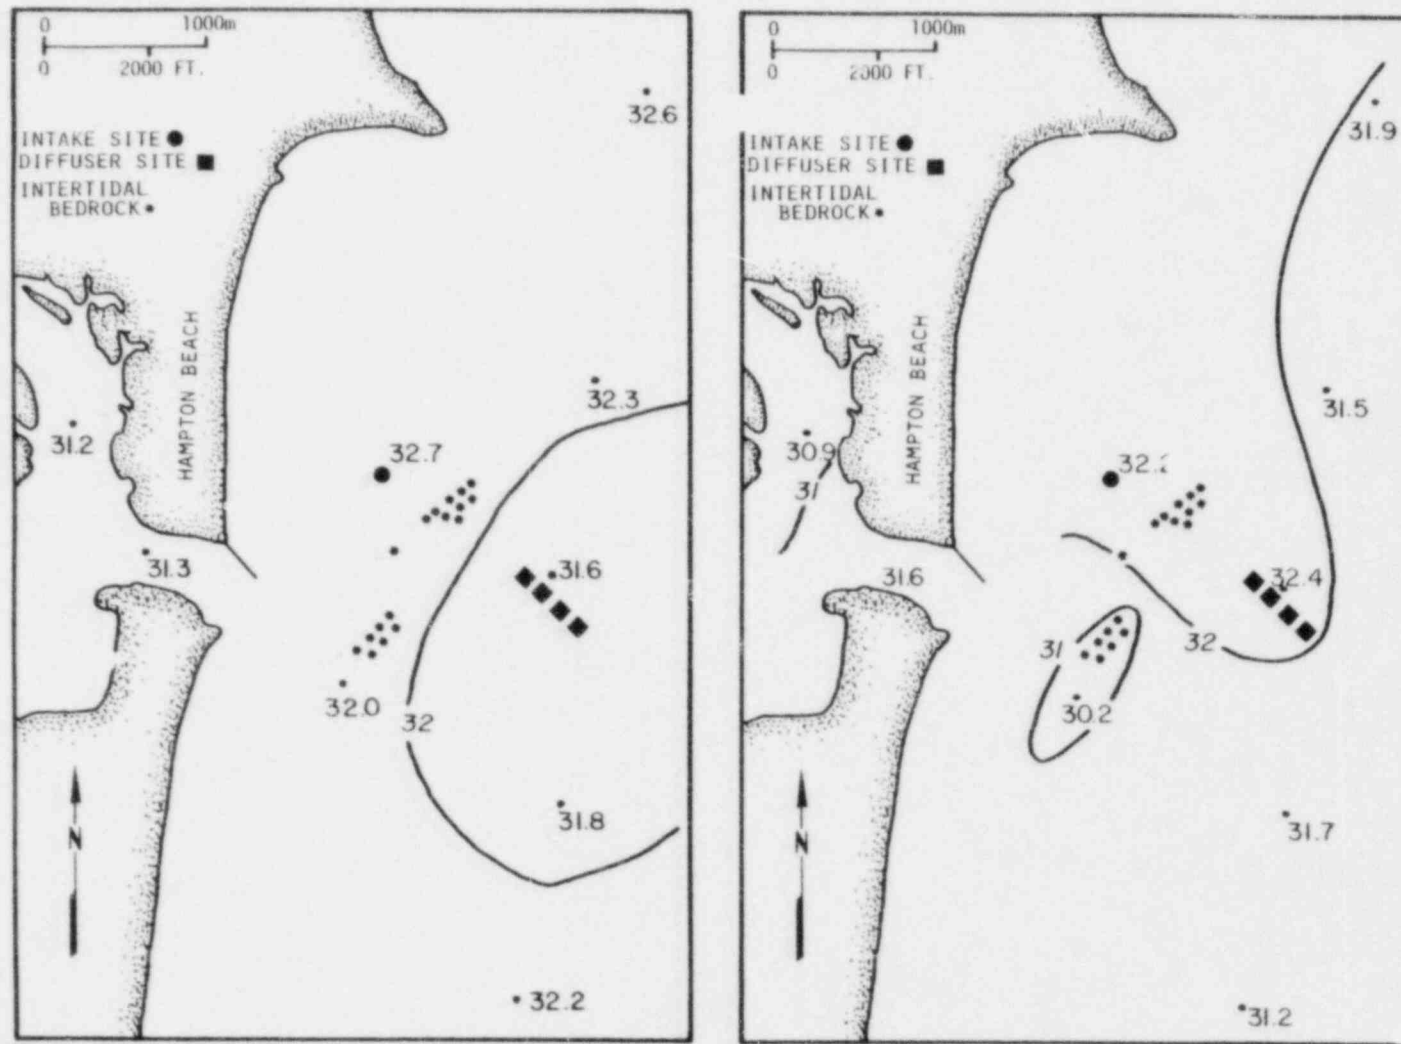 0 1000m
0 2000 FT.
INTAKE SITE
DIFFUSER SITE
INTERTIDAL
BEDROCK
32.6
HAMPTON BEACH
32.3
31.2
32.7
31.3
31.6
32.0
32
31.8
N
32.2
0 1000m
0 2000 FT.
INTAKE SITE
DIFFUSER SITE
INTERTIDAL
BEDROCK
31.9
HAMPTON BEACH
31.5
30.9
31
31.6
32.4
31
32
30.2
31.7
N
31.2